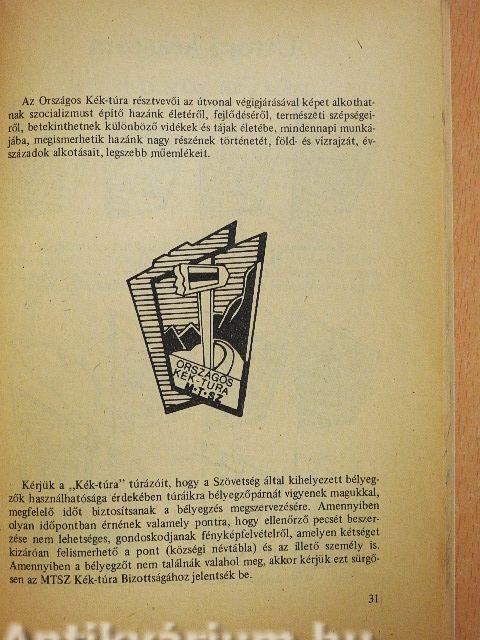 Az Országos Kék-túra résztvevői az útvonal végigjárásával képet alkothat-
nak szocializmust építő hazánk életéről, fejlődéséről, természeti szépségei-
ről, betekinthetnek különböző vidékek és tájak életébe, mindennapi munká-
jába, megismerhetik hazánk nagy részének történetét, föld- és vízrajzát, év-
századok alkotásait, legszebb műemlékeit.
ORSZÁGOS
KÉK-TÚRA
M•T•SZ
Kérjük a „Kék-túra" túrázóit, hogy a Szövetség által kihelyezett bélyeg-
zők használhatósága érdekében túráikra bélyegzőpárnát vigyenek magukkal,
megfelelő időt biztosítsanak a bélyegzés megszervezésére. Amennyiben
olyan időpontban érnének valamely pontra, hogy ellenőrző pecsét beszer-
zése nem lehetséges, gondoskodjanak fényképfelvételről, amelyen kétséget
kizáróan felismerhető a pont (községi névtábla) és az illető személy is.
Amennyiben a bélyegzőt nem találnák valahol meg, akkor kérjük ezt sürgő-
sen az MTSZ Kék-túra Bizottságához jelentsék be.
31
Antikvárium.hu